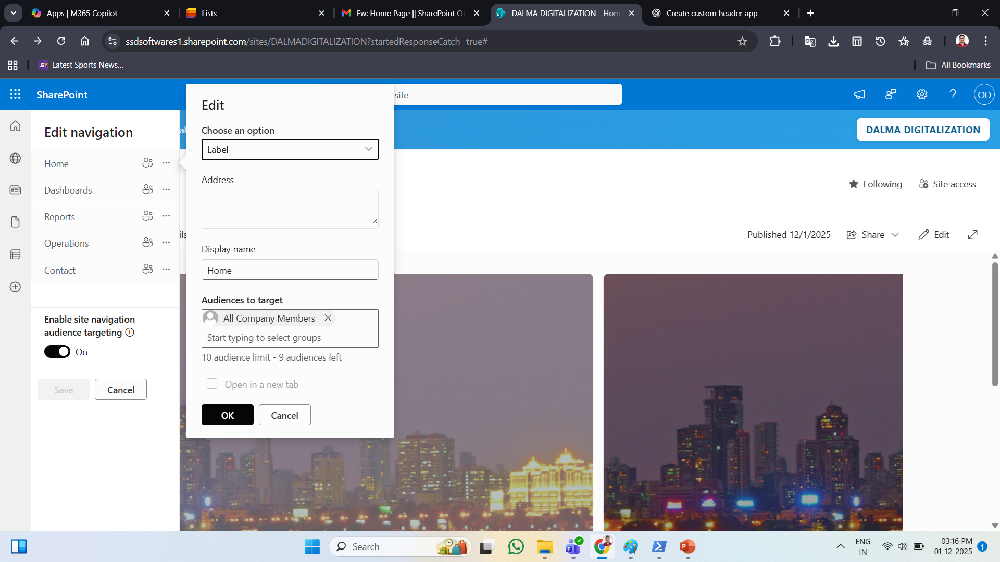 Apps | M365 Copilot
Lists
Fw: Home Page || SharePoint On
DALMA DIGITALIZATION - Hom
Create custom header app
ssdsoftwares1.sharepoint.com/sites/DALMADIGITALIZATION?startedResponseCatch=true#
SY Latest Sports News...
All Bookmarks
SharePoint
site
OD
Edit navigation
Home
Dashboards
Reports
Operations
Contact
Enable site navigation
audience targeting
On
Save
Cancel
Edit
Choose an option
Label
Address
Display name
Home
Audiences to target
All Company Members
Start typing to select groups
10 audience limit - 9 audiences left
Open in a new tab
OK
Cancel
DALMA DIGITALIZATION
Following
Site access
Published 12/1/2025
Share
Edit
Search
ENG
IN
03:16 PM
01-12-2025
1